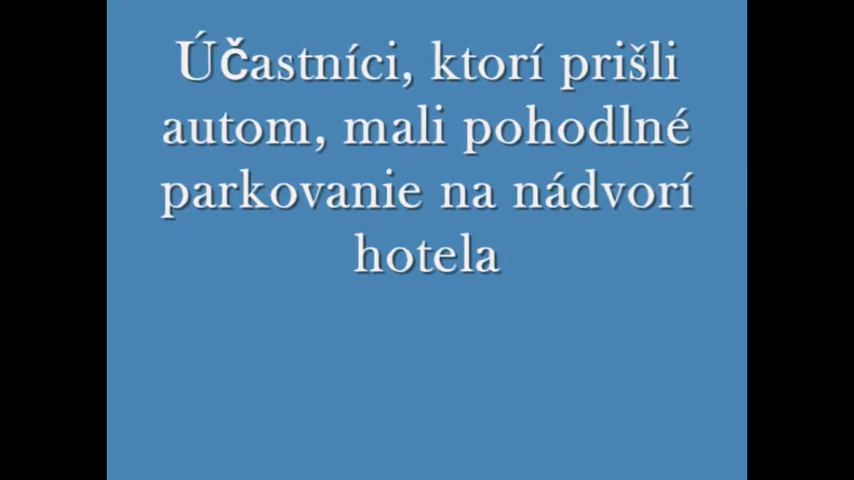 Účastníci, ktorí prišli
autom, mali pohodlné
parkovanie na nádvorí
hotela